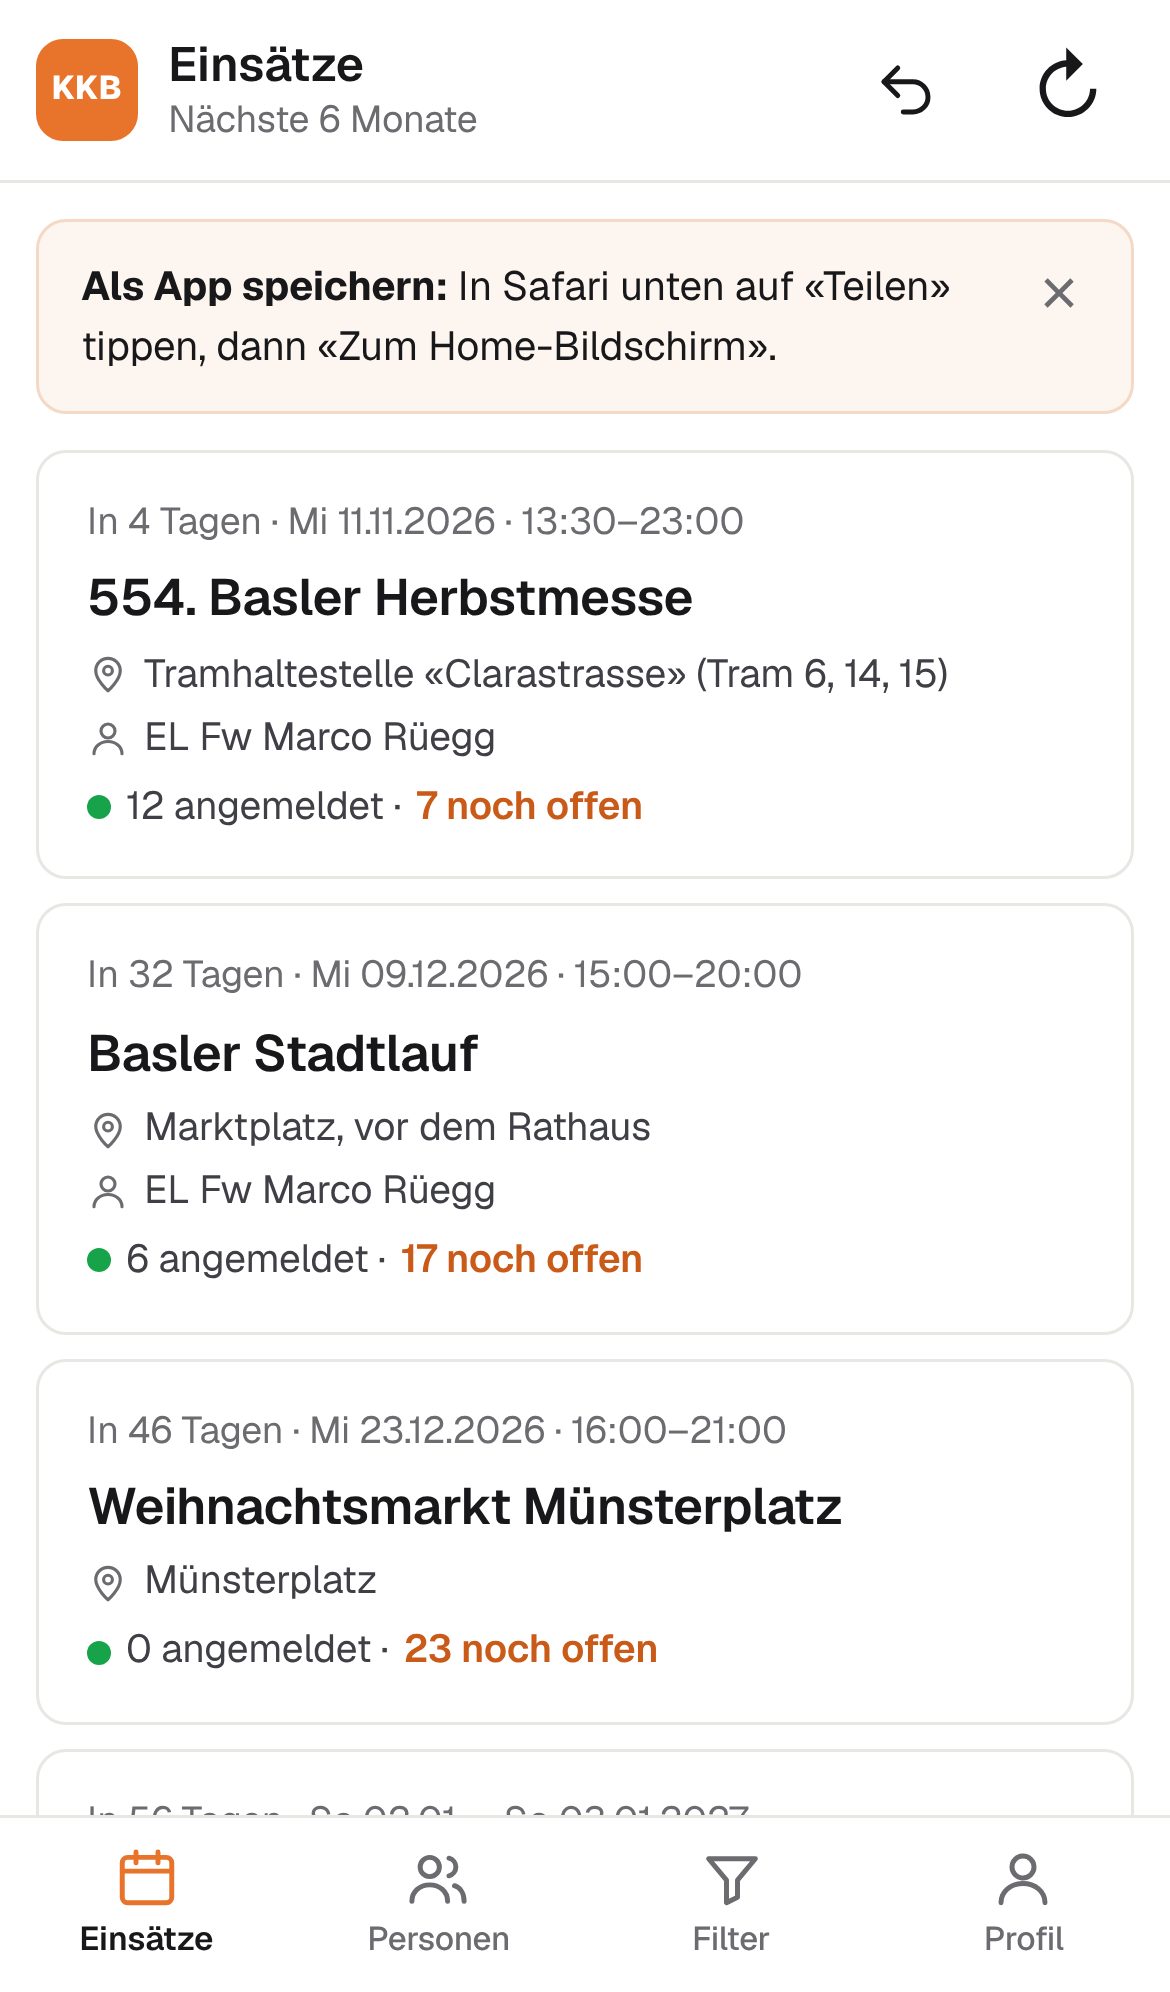 KKB
Einsätze
Nächste 6 Monate
Als App speichern: In Safari unten auf «Teilen»
tippen, dann «Zum Home-Bildschirm».
In 4 Tagen · Mi 11.11.2026 · 13:30–23:00
554. Basler Herbstmesse
Tramhaltestelle «Clarastrasse» (Tram 6, 14, 15)
EL Fw Marco Rüegg
12 angemeldet · 7 noch offen
In 32 Tagen · Mi 09.12.2026 · 15:00–20:00
Basler Stadtlauf
Marktplatz, vor dem Rathaus
EL Fw Marco Rüegg
6 angemeldet · 17 noch offen
In 46 Tagen · Mi 23.12.2026 · 16:00–21:00
Weihnachtsmarkt Münsterplatz
Münsterplatz
0 angemeldet · 23 noch offen
In 56 Tagen
Einsätze
Personen
Filter
Profil